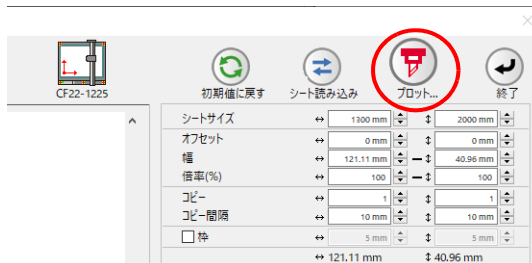 CF22-1225
初期値に戻す
シート読み込み
プロット...
終了
シートサイズ 1300 mm 2000 mm
オフセット 0 mm 0 mm
幅 121.11 mm 40.96 mm
倍率(%) 100 100
コピー 1 1
コピー間隔 10 mm 10 mm
枠 5 mm 5 mm
121.11 mm 40.96 mm